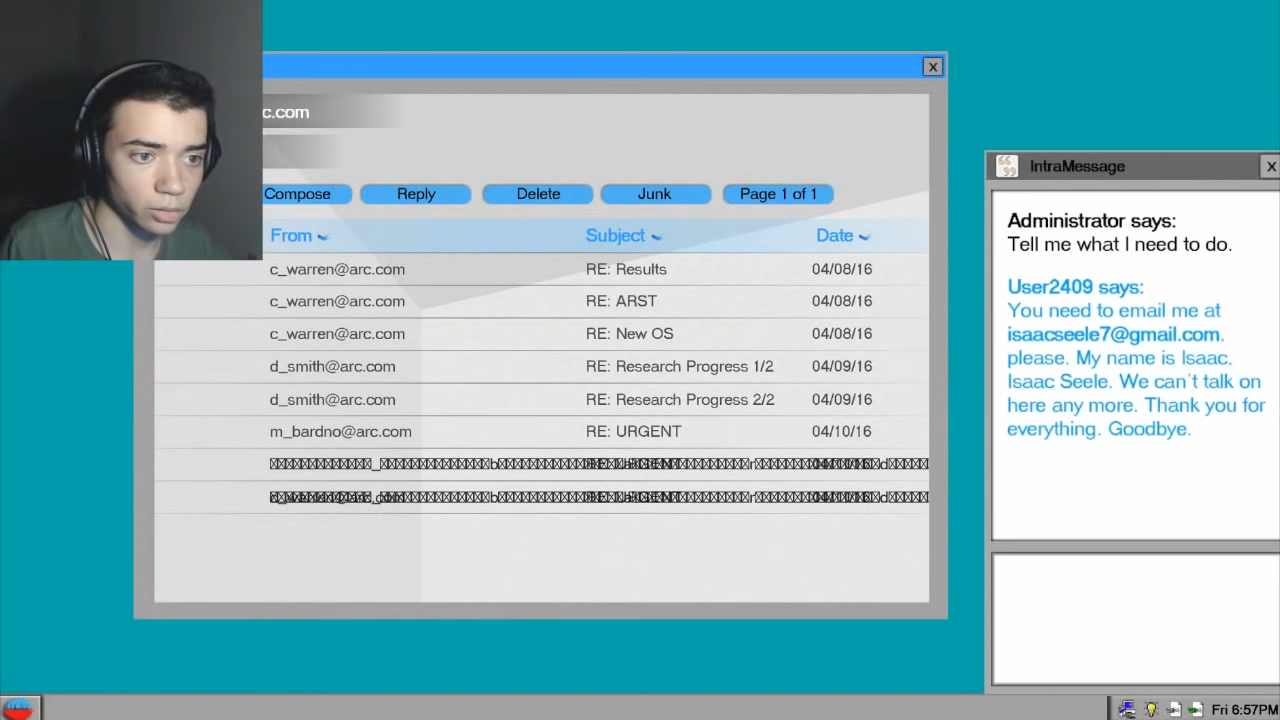 X
c.com
Compose Reply Delete Junk Page 1 of 1
From Subject Date
c_warren@arc.com RE: Results 04/08/16
c_warren@arc.com RE: ARST 04/08/16
c_warren@arc.com RE: New OS 04/08/16
d_smith@arc.com RE: Research Progress 1/2 04/09/16
d_smith@arc.com RE: Research Progress 2/2 04/09/16
m_bardno@arc.com RE: URGENT 04/10/16
IntraMessage X
Administrator says:
Tell me what I need to do.
User2409 says:
You need to email me at
isaacseele7@gmail.com.
please. My name is Isaac.
Isaac Seele. We can't talk on
here any more. Thank you for
everything. Goodbye.
Fri 6:57PM